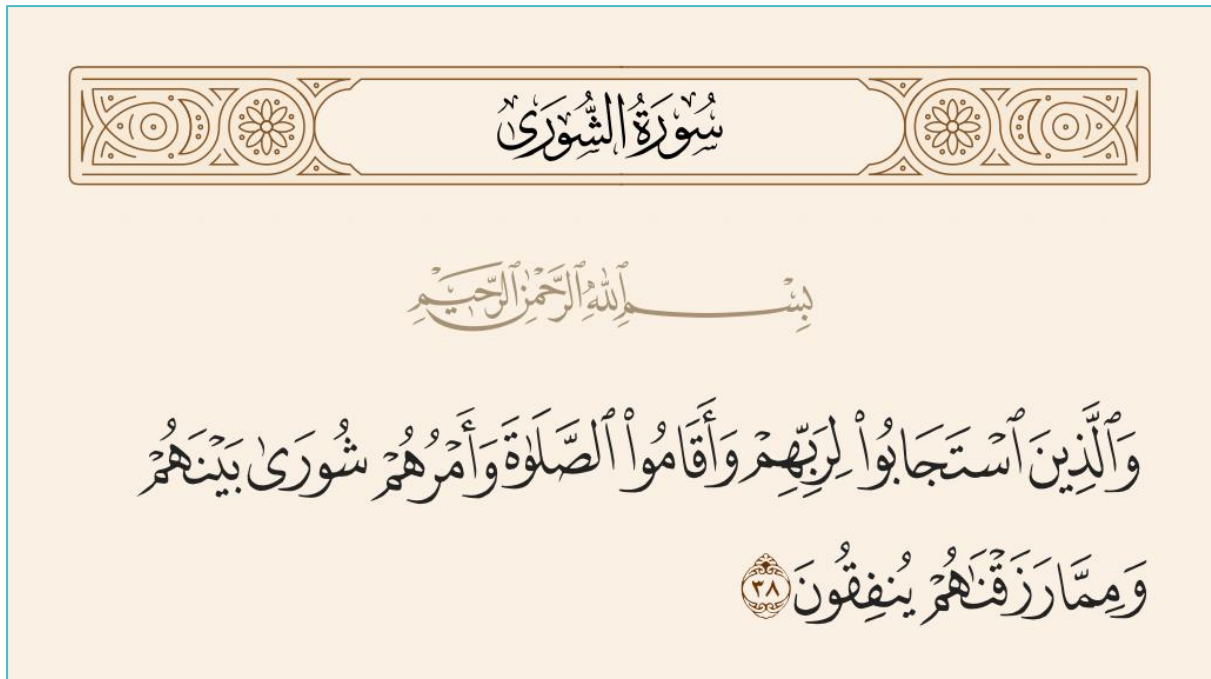 سُورَةُ الشُّورَىٰ
بِسْمِ ٱللَّهِ ٱلرَّحْمَٰنِ ٱلرَّحِيمِ
وَٱلَّذِينَ ٱسْتَجَابُوا۟ لِرَبِّهِمْ وَأَقَامُوا۟ ٱلصَّلَوٰةَ وَأَمْرُهُمْ شُورَىٰ بَيْنَهُمْ
وَمِمَّا رَزَقْنَٰهُمْ يُنفِقُونَ ٣٨